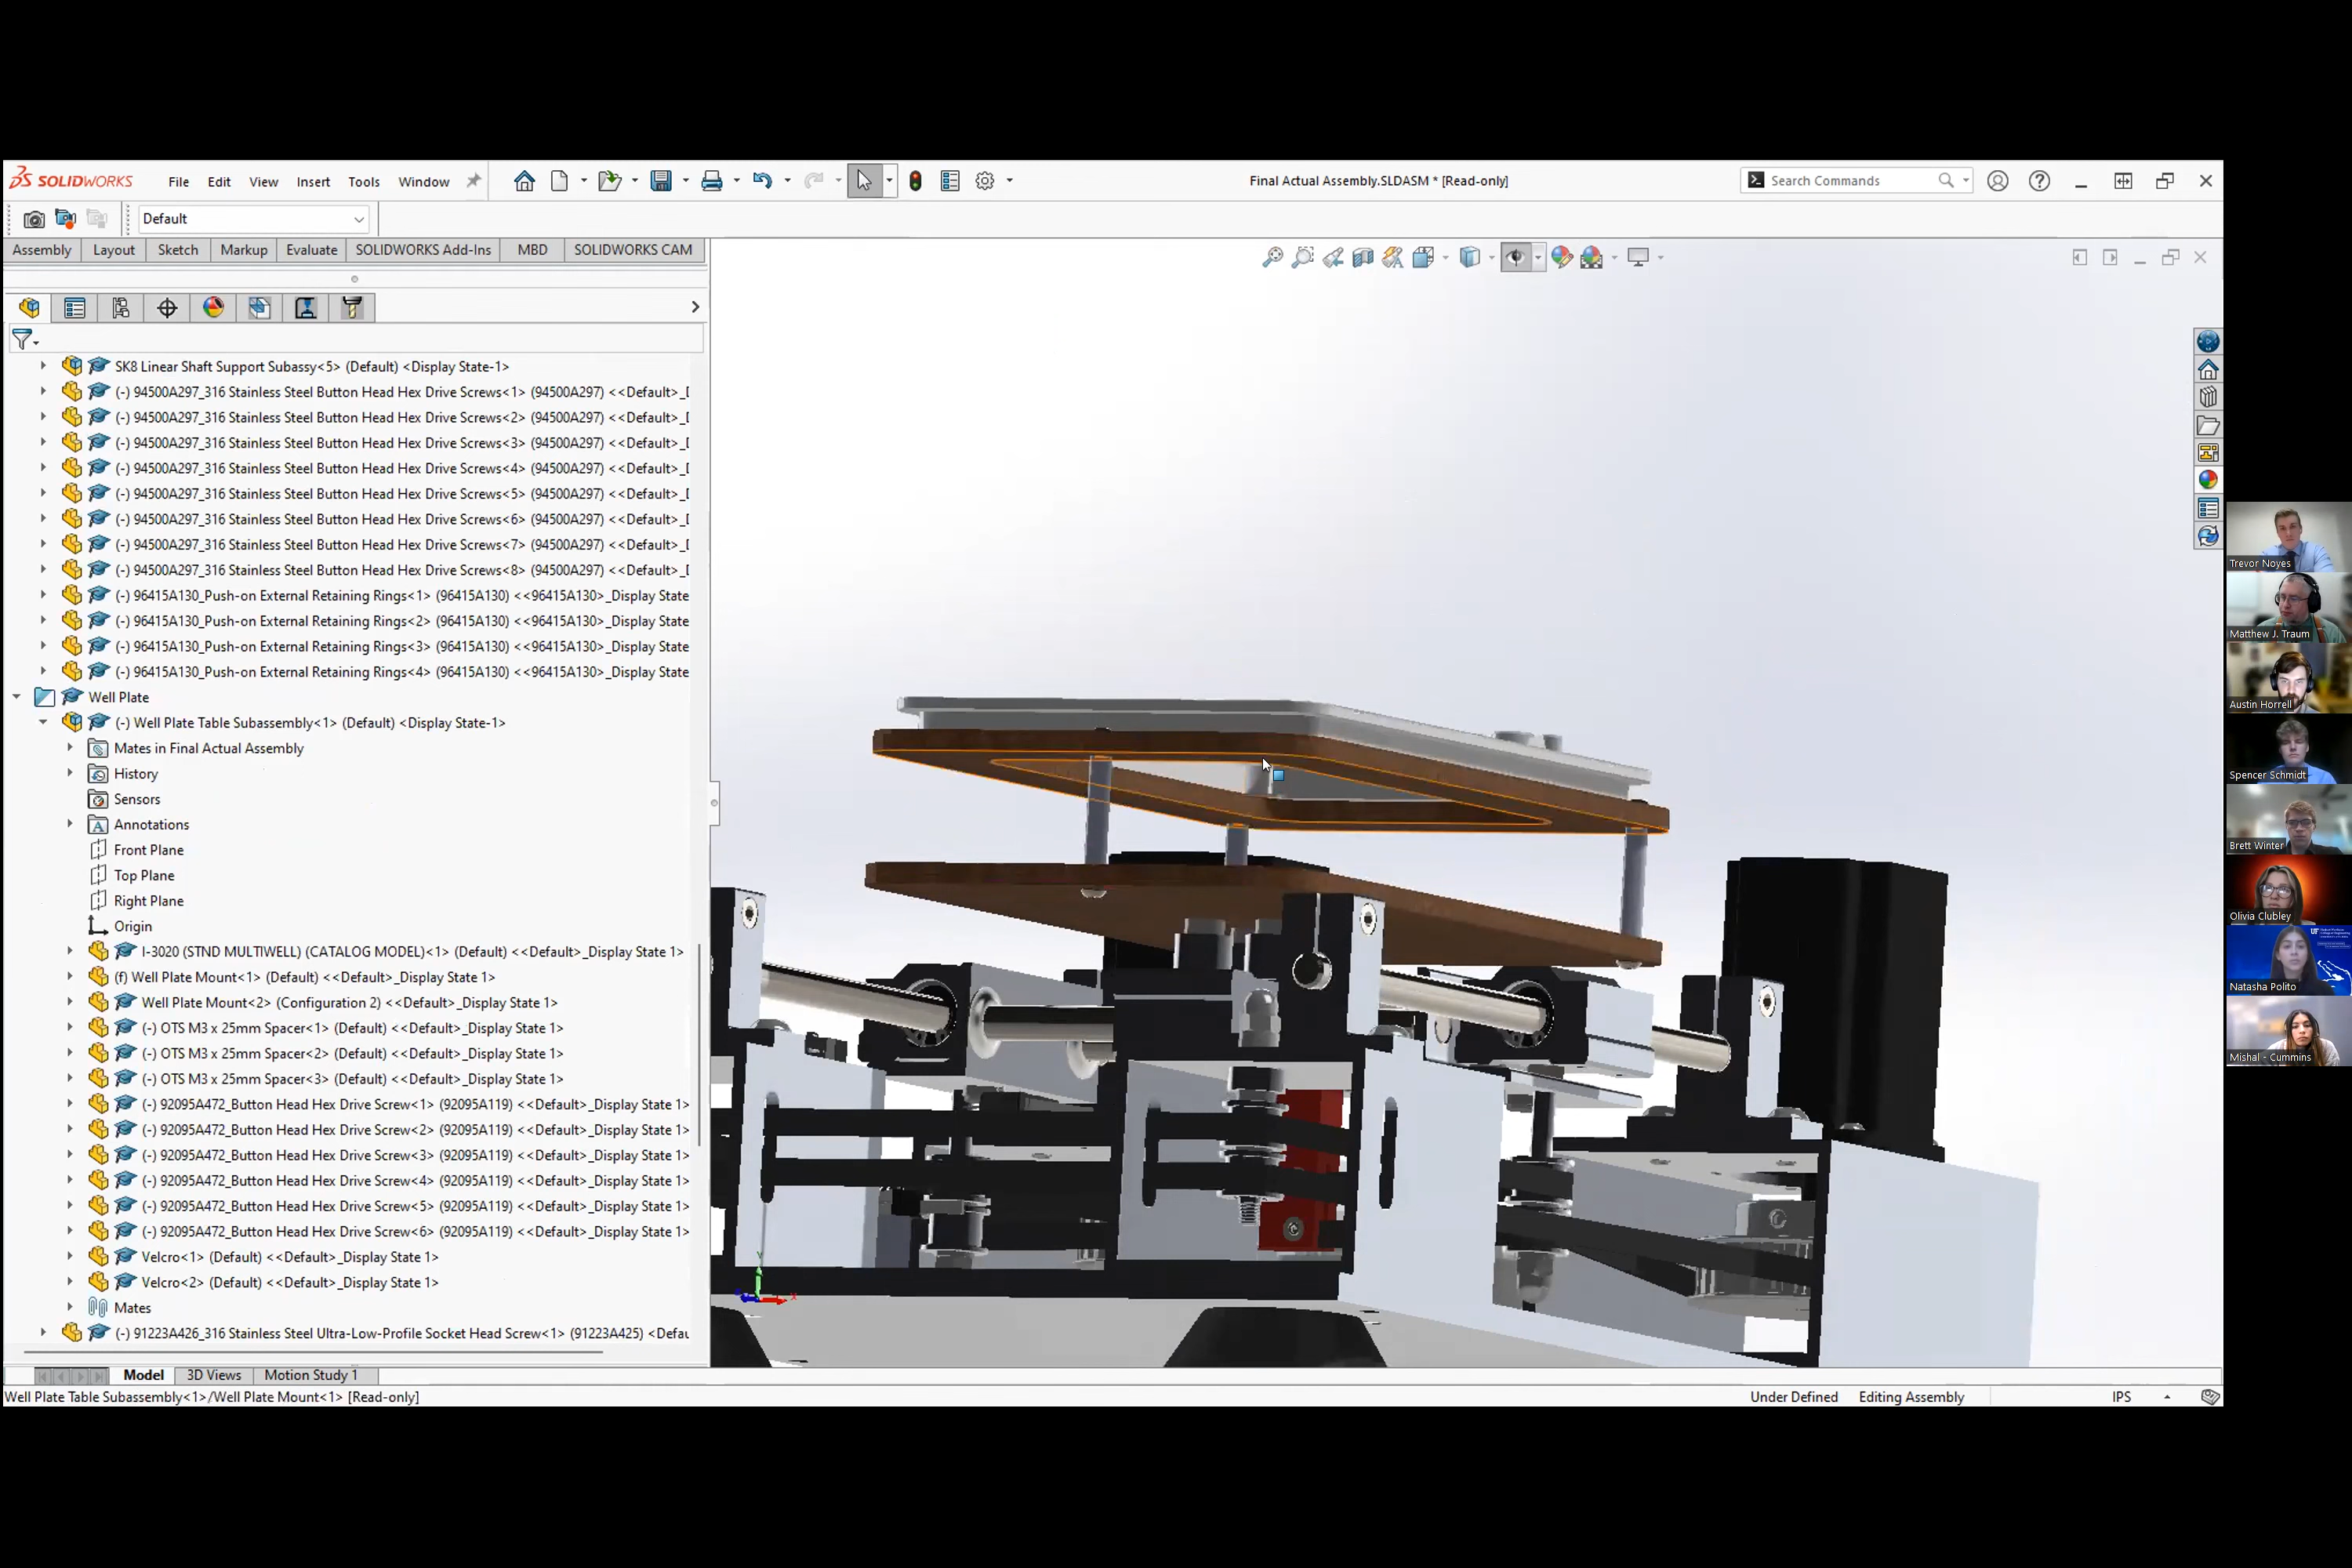 SOLIDWORKS File Edit View Insert Tools Window Final Actual Assembly.SLDASM * [Read-only] Search Commands
Default
Assembly Layout Sketch Markup Evaluate SOLIDWORKS Add-Ins MBD SOLIDWORKS CAM
SK8 Linear Shaft Support Subassy<5> (Default) <Display State-1>
(-) 94500A297_316 Stainless Steel Button Head Hex Drive Screws<1> (94500A297) <<Default>_D
(-) 94500A297_316 Stainless Steel Button Head Hex Drive Screws<2> (94500A297) <<Default>_D
(-) 94500A297_316 Stainless Steel Button Head Hex Drive Screws<3> (94500A297) <<Default>_D
(-) 94500A297_316 Stainless Steel Button Head Hex Drive Screws<4> (94500A297) <<Default>_D
(-) 94500A297_316 Stainless Steel Button Head Hex Drive Screws<5> (94500A297) <<Default>_D
(-) 94500A297_316 Stainless Steel Button Head Hex Drive Screws<6> (94500A297) <<Default>_D
(-) 94500A297_316 Stainless Steel Button Head Hex Drive Screws<7> (94500A297) <<Default>_D
(-) 94500A297_316 Stainless Steel Button Head Hex Drive Screws<8> (94500A297) <<Default>_D
(-) 96415A130_Push-on External Retaining Rings<1> (96415A130) <<96415A130>_Display State
(-) 96415A130_Push-on External Retaining Rings<2> (96415A130) <<96415A130>_Display State
(-) 96415A130_Push-on External Retaining Rings<3> (96415A130) <<96415A130>_Display State
(-) 96415A130_Push-on External Retaining Rings<4> (96415A130) <<96415A130>_Display State
Well Plate
(-) Well Plate Table Subassembly<1> (Default) <Display State-1>
Mates in Final Actual Assembly
History
Sensors
Annotations
Front Plane
Top Plane
Right Plane
Origin
I-3020 (STND MULTIWELL) (CATALOG MODEL)<1> (Default) <<Default>_Display State 1>
(f) Well Plate Mount<1> (Default) <<Default>_Display State 1>
Well Plate Mount<2> (Configuration 2) <<Default>_Display State 1>
(-) OTS M3 x 25mm Spacer<1> (Default) <<Default>_Display State 1>
(-) OTS M3 x 25mm Spacer<2> (Default) <<Default>_Display State 1>
(-) OTS M3 x 25mm Spacer<3> (Default) <<Default>_Display State 1>
(-) 92095A472_Button Head Hex Drive Screw<1> (92095A119) <<Default>_Display State 1>
(-) 92095A472_Button Head Hex Drive Screw<2> (92095A119) <<Default>_Display State 1>
(-) 92095A472_Button Head Hex Drive Screw<3> (92095A119) <<Default>_Display State 1>
(-) 92095A472_Button Head Hex Drive Screw<4> (92095A119) <<Default>_Display State 1>
(-) 92095A472_Button Head Hex Drive Screw<5> (92095A119) <<Default>_Display State 1>
(-) 92095A472_Button Head Hex Drive Screw<6> (92095A119) <<Default>_Display State 1>
Velcro<1> (Default) <<Default>_Display State 1>
Velcro<2> (Default) <<Default>_Display State 1>
Mates
(-) 91223A426_316 Stainless Steel Ultra-Low-Profile Socket Head Screw<1> (91223A425) <Defau
Model 3D Views Motion Study 1
Well Plate Table Subassembly<1>/Well Plate Mount<1> [Read-only] Under Defined Editing Assembly IPS
Trevor Noyes
Matthew J. Traum
Austin Horrell
Spencer Schmidt
Brett Winter
Olivia Clubley
UF
Natasha Polito
Mishal - Cummins